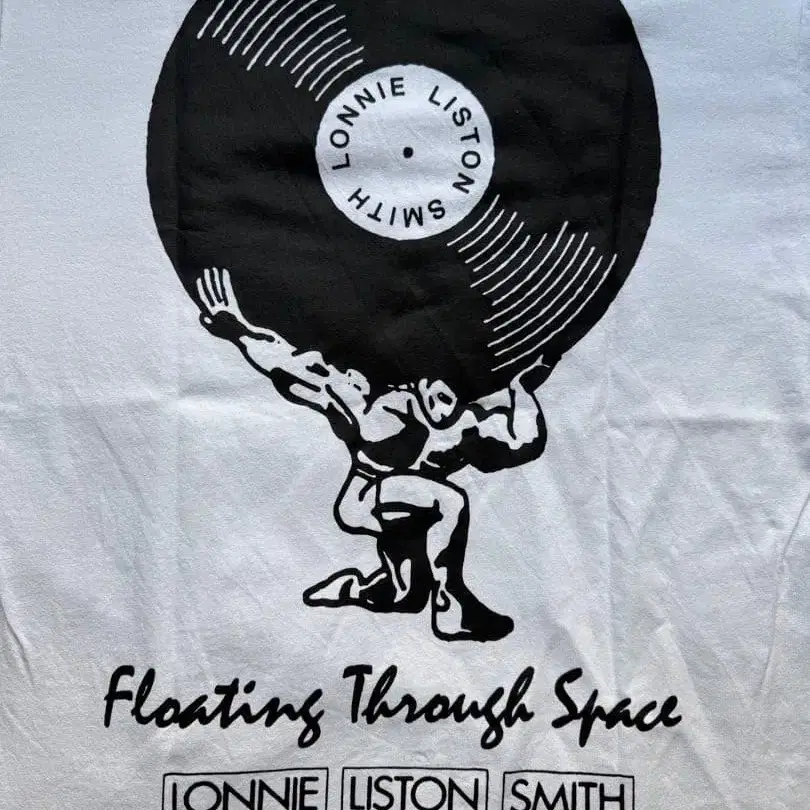 LONNIE LISTON SMITH
Floating Through Space
LONNIE LISTON SMITH